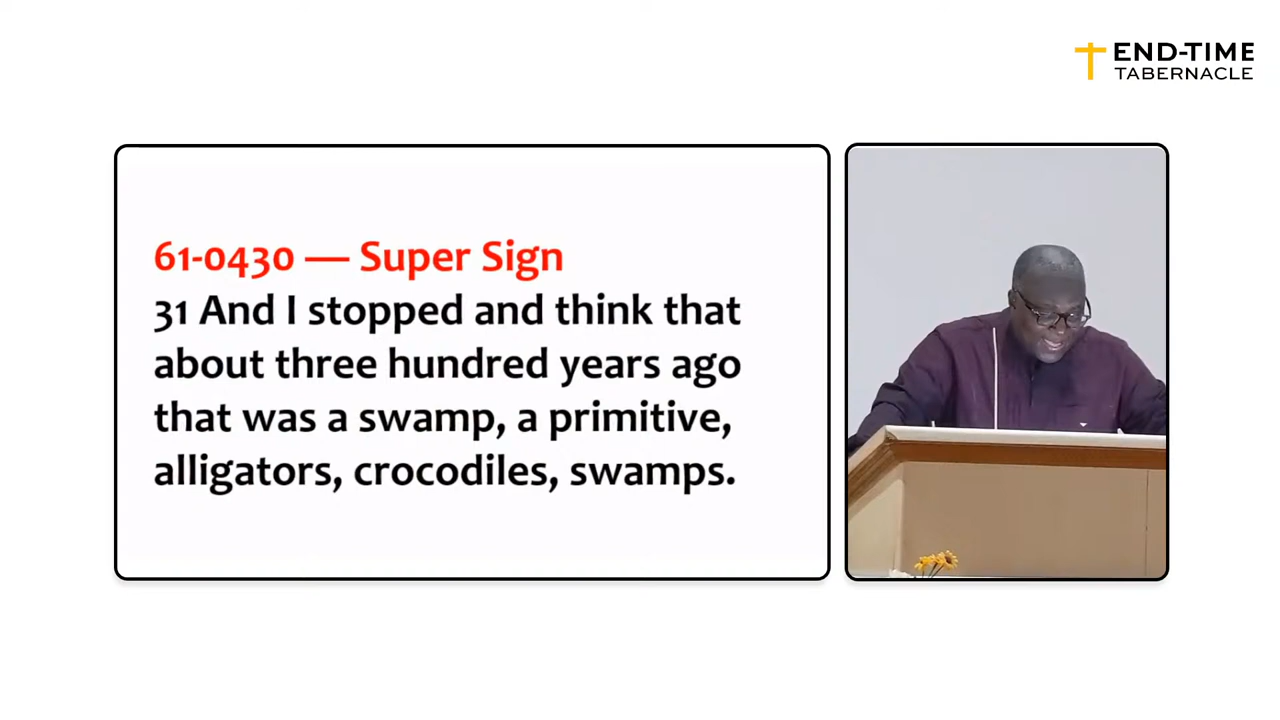 END-TIME
TABERNACLE
61-0430 — Super Sign
31 And I stopped and think that
about three hundred years ago
that was a swamp, a primitive,
alligators, crocodiles, swamps.